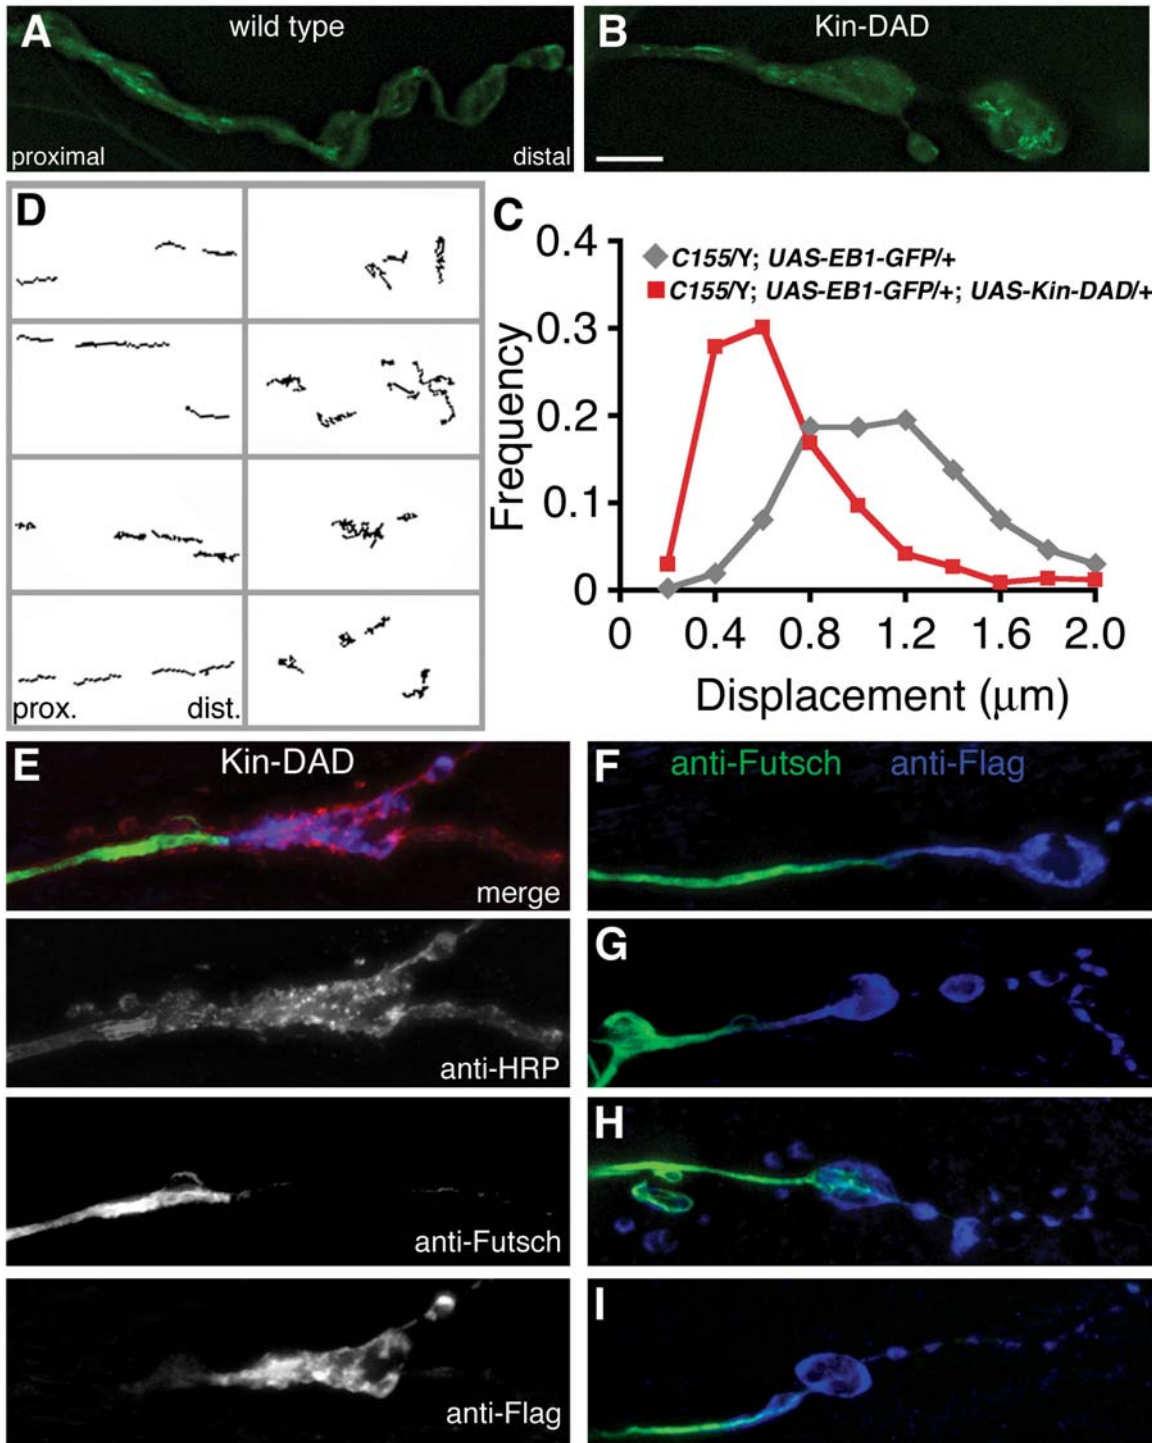 A
wild type
proximal
distal
B
Kin-DAD
D
prox.
dist.
C
0.4
0.3
0.2
0.1
0
Frequency
C155/Y; UAS-EB1-GFP/+
C155/Y; UAS-EB1-GFP/+; UAS-Kin-DAD/+
0 0.4 0.8 1.2 1.6 2.0
Displacement (μm)
E
Kin-DAD
merge
anti-HRP
anti-Futsch
anti-Flag
F
anti-Futsch anti-Flag
G
H
I